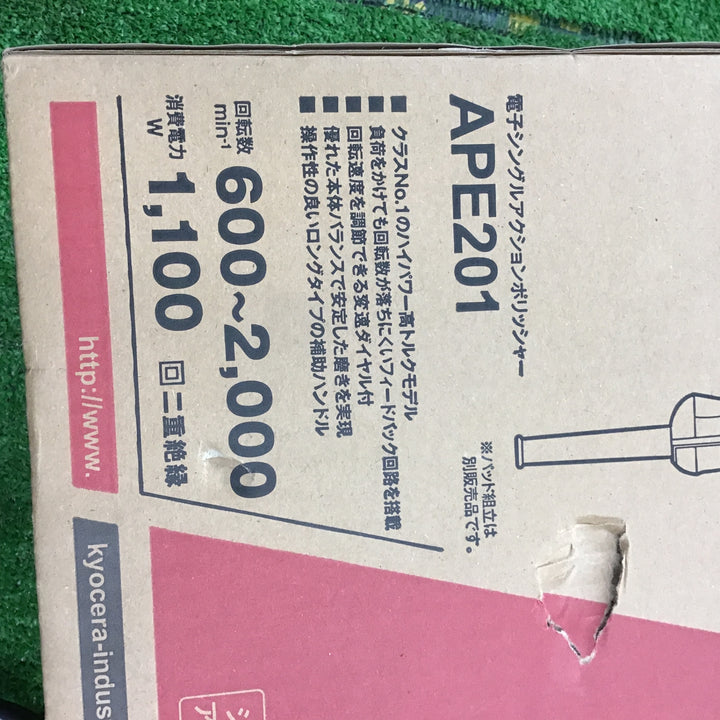 電子シングルアクションポリッシャー
APE201
■ クラスNo.1のハイパワー高トルクモデル
■ 負荷をかけても回転数が落ちにくいフィードバック回路を搭載
■ 回転速度を調節できる変速ダイヤル付
■ 優れた本体バランスで安定した磨きを実現
■ 操作性の良いロングタイプの補助ハンドル
回転数 min-1 600～2,000
消費電力 W 1,100 回二重絶縁
※パッド組立は
別販売品です。
http://www.
kyocera-indus